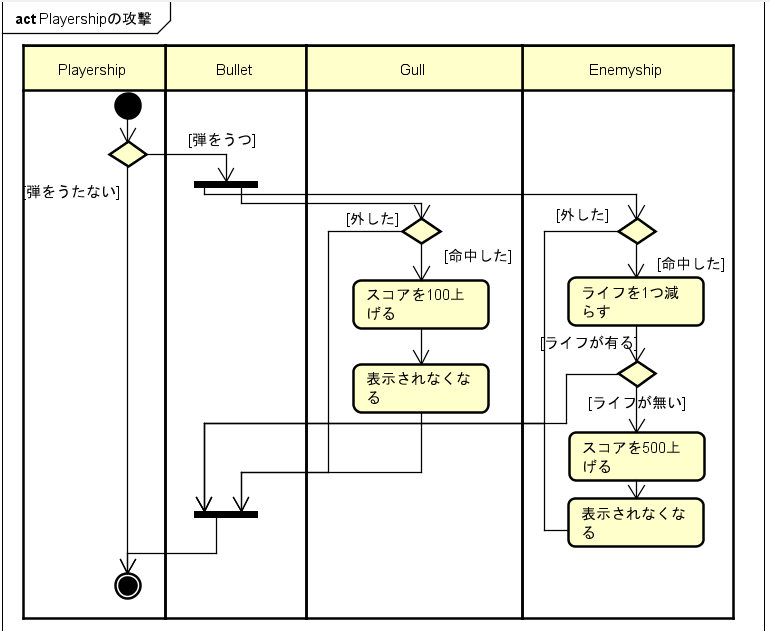 act Playershipの攻撃
Playership
Bullet
Gull
Enemyship
[弾をうつ]
[弾をうたない]
[外した]
[命中した]
スコアを100上
げる
表示されなくな
る
[外した]
[命中した]
ライフを1つ減
らす
[ライフが有る]
[ライフが無い]
スコアを500上
げる
表示されなくな
る